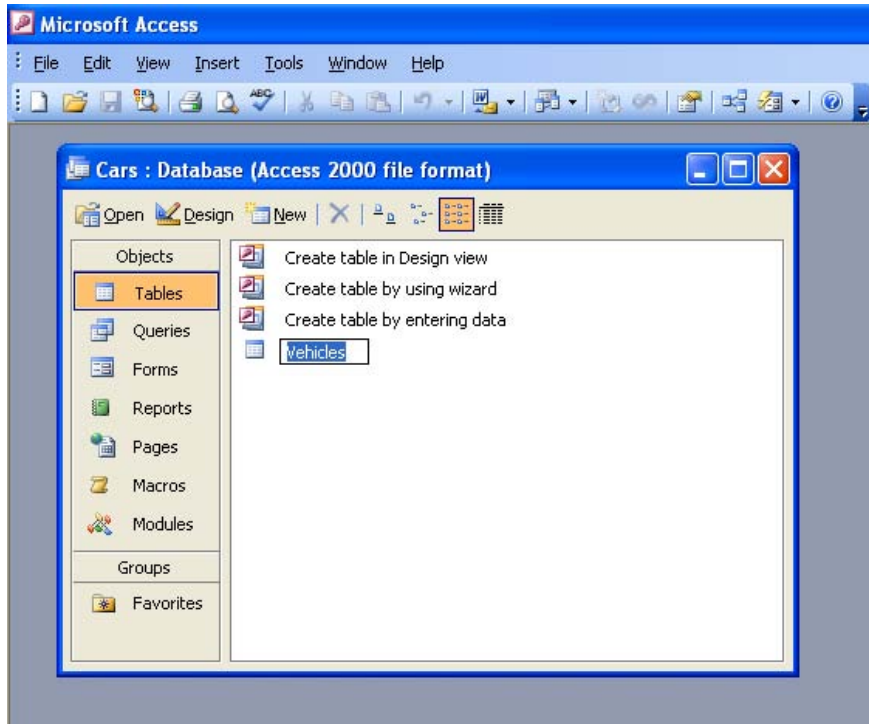 Microsoft Access
File Edit View Insert Tools Window Help
ABC W
Cars : Database (Access 2000 file format)
Open Design New
Objects
Tables
Queries
Forms
Reports
Pages
Macros
Modules
Groups
Favorites
Create table in Design view
Create table by using wizard
Create table by entering data
Vehicles